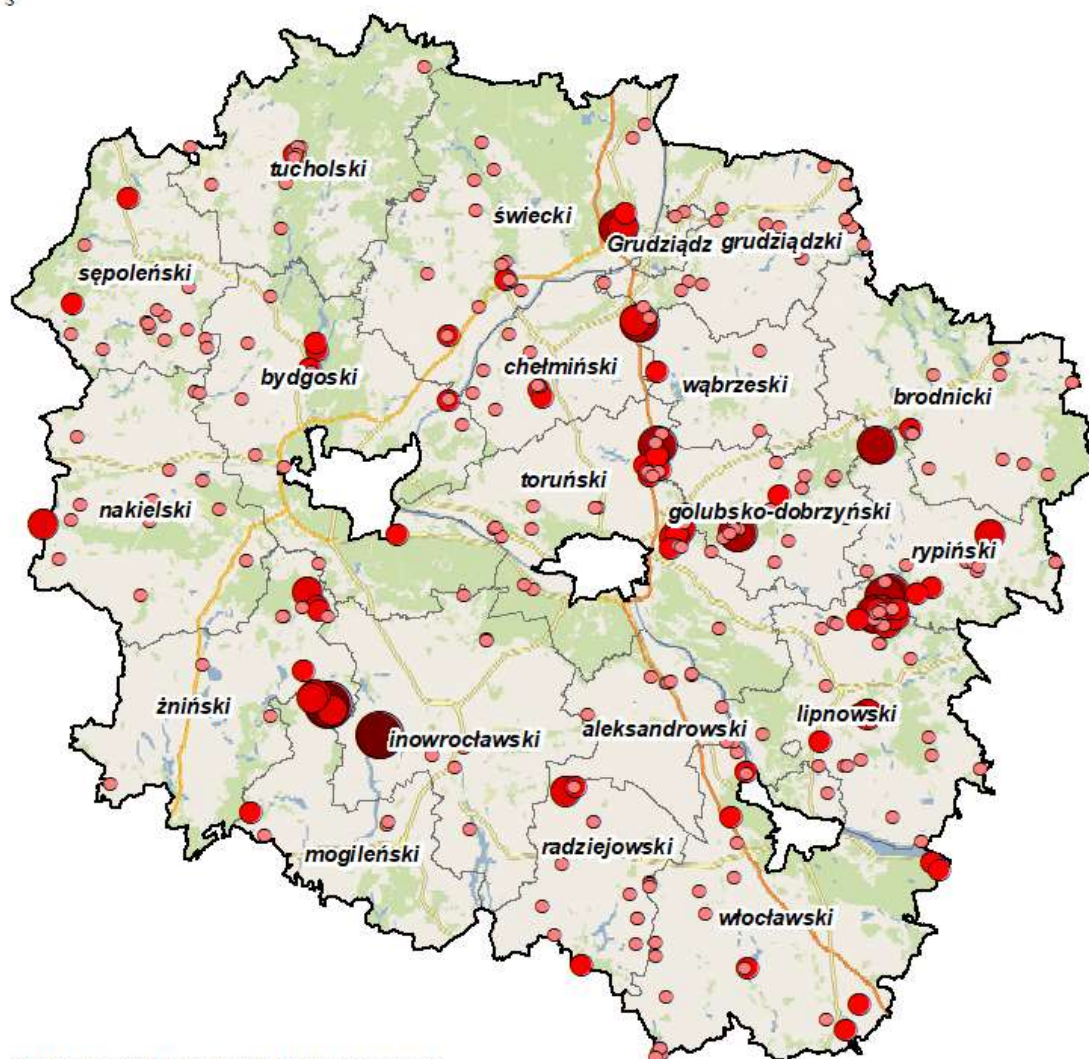 tucholski
świecki
Grudziądz
grudziądzki
sępoleński
chełmiński
bydgoski
wąbrzeski
brodnicki
toruński
nakielski
golubsko-dobrzyński
rypiński
żniński
lipnowski
aleksandrowski
inowrocławski
radziejowski
mogileński
włocławski